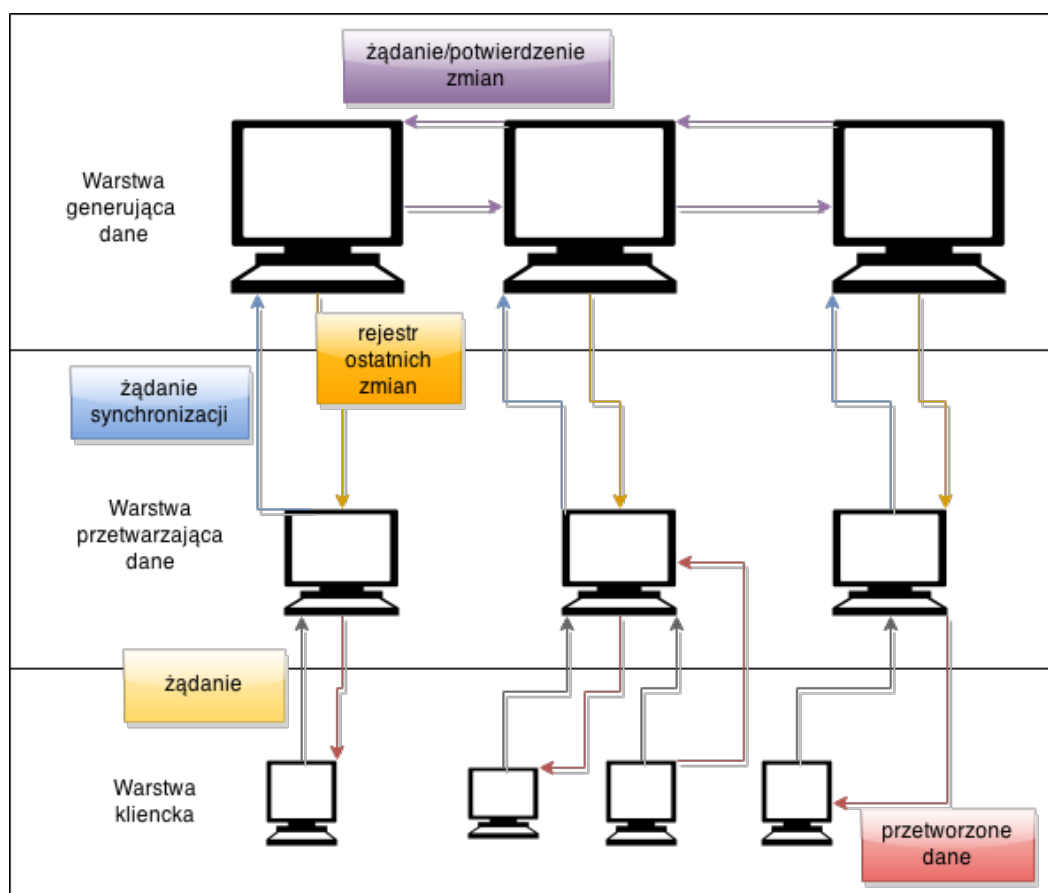 żądanie/potwierdzenie
zmian
Warstwa
generująca
dane
rejestr
ostatnich
zmian
żądanie
synchronizacji
Warstwa
przetwarzająca
dane
żądanie
Warstwa
kliencka
przetworzone
dane